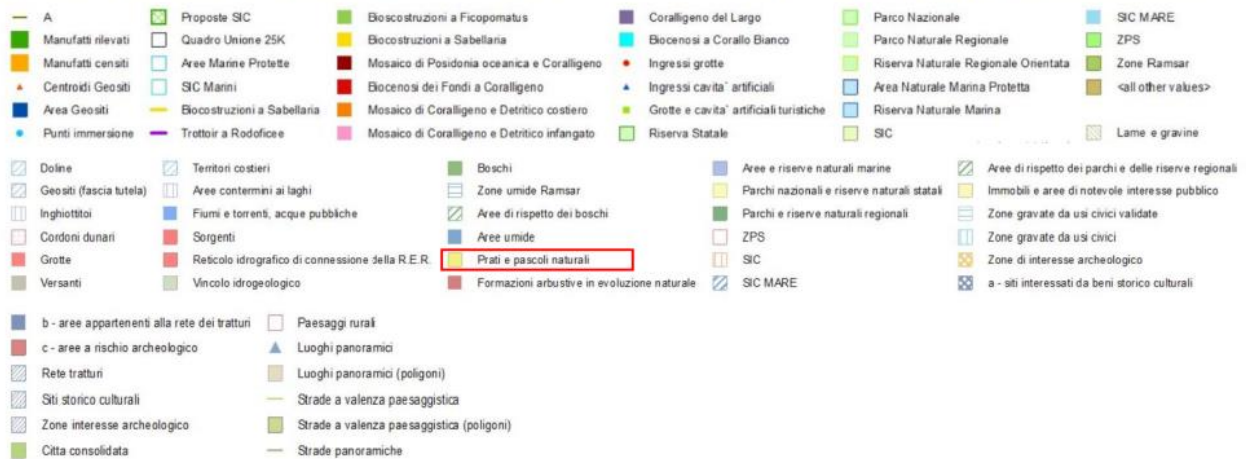 A
Manufatti rilevati
Manufatti censiti
Centroidi Geositi
Area Geositi
Punti immersione
Proposte SIC
Quadro Unione 25K
Aree Marine Protette
SIC Marini
Biocostruzioni a Sabellaria
Trottoir a Rodoficee
Bioscostruzioni a Ficopomatus
Biocostruzioni a Sabellaria
Mosaico di Posidonia oceanica e Coralligeno
Biocenosi dei Fondi a Coralligeno
Mosaico di Coralligeno e Detritico costiero
Mosaico di Coralligeno e Detritico infangato
Coralligeno del Largo
Biocenosi a Corallo Bianco
Ingressi grotte
Ingressi cavita` artificiali
Grotte e cavita` artificiali turistiche
Riserva Statale
Parco Nazionale
Parco Naturale Regionale
Riserva Naturale Regionale Orientata
Area Naturale Marina Protetta
Riserva Naturale Marina
SIC
SIC MARE
ZPS
Zone Ramsar
<all other values>
Lame e gravine
Doline
Geositi (fascia tutela)
Inghiottitoi
Cordoni dunari
Grotte
Versanti
Territori costieri
Aree contermini ai laghi
Fiumi e torrenti, acque pubbliche
Sorgenti
Reticolo idrografico di connessione della R.E.R.
Vincolo idrogeologico
Boschi
Zone umide Ramsar
Aree di rispetto dei boschi
Aree umide
Prati e pascoli naturali
Formazioni arbustive in evoluzione naturale
Aree e riserve naturali marine
Parchi nazionali e riserve naturali statali
Parchi e riserve naturali regionali
ZPS
SIC
SIC MARE
Aree di rispetto dei parchi e delle riserve regionali
Immobili e aree di notevole interesse pubblico
Zone gravate da usi civici validate
Zone gravate da usi civici
Zone di interesse archeologico
a - siti interessati da beni storico culturali
b - aree appartenenti alla rete dei tratturi
c - aree a rischio archeologico
Rete tratturi
Siti storico culturali
Zone interesse archeologico
Citta consolidata
Paesaggi rurali
Luoghi panoramici
Luoghi panoramici (poligoni)
Strade a valenza paesaggistica
Strade a valenza paesaggistica (poligoni)
Strade panoramiche